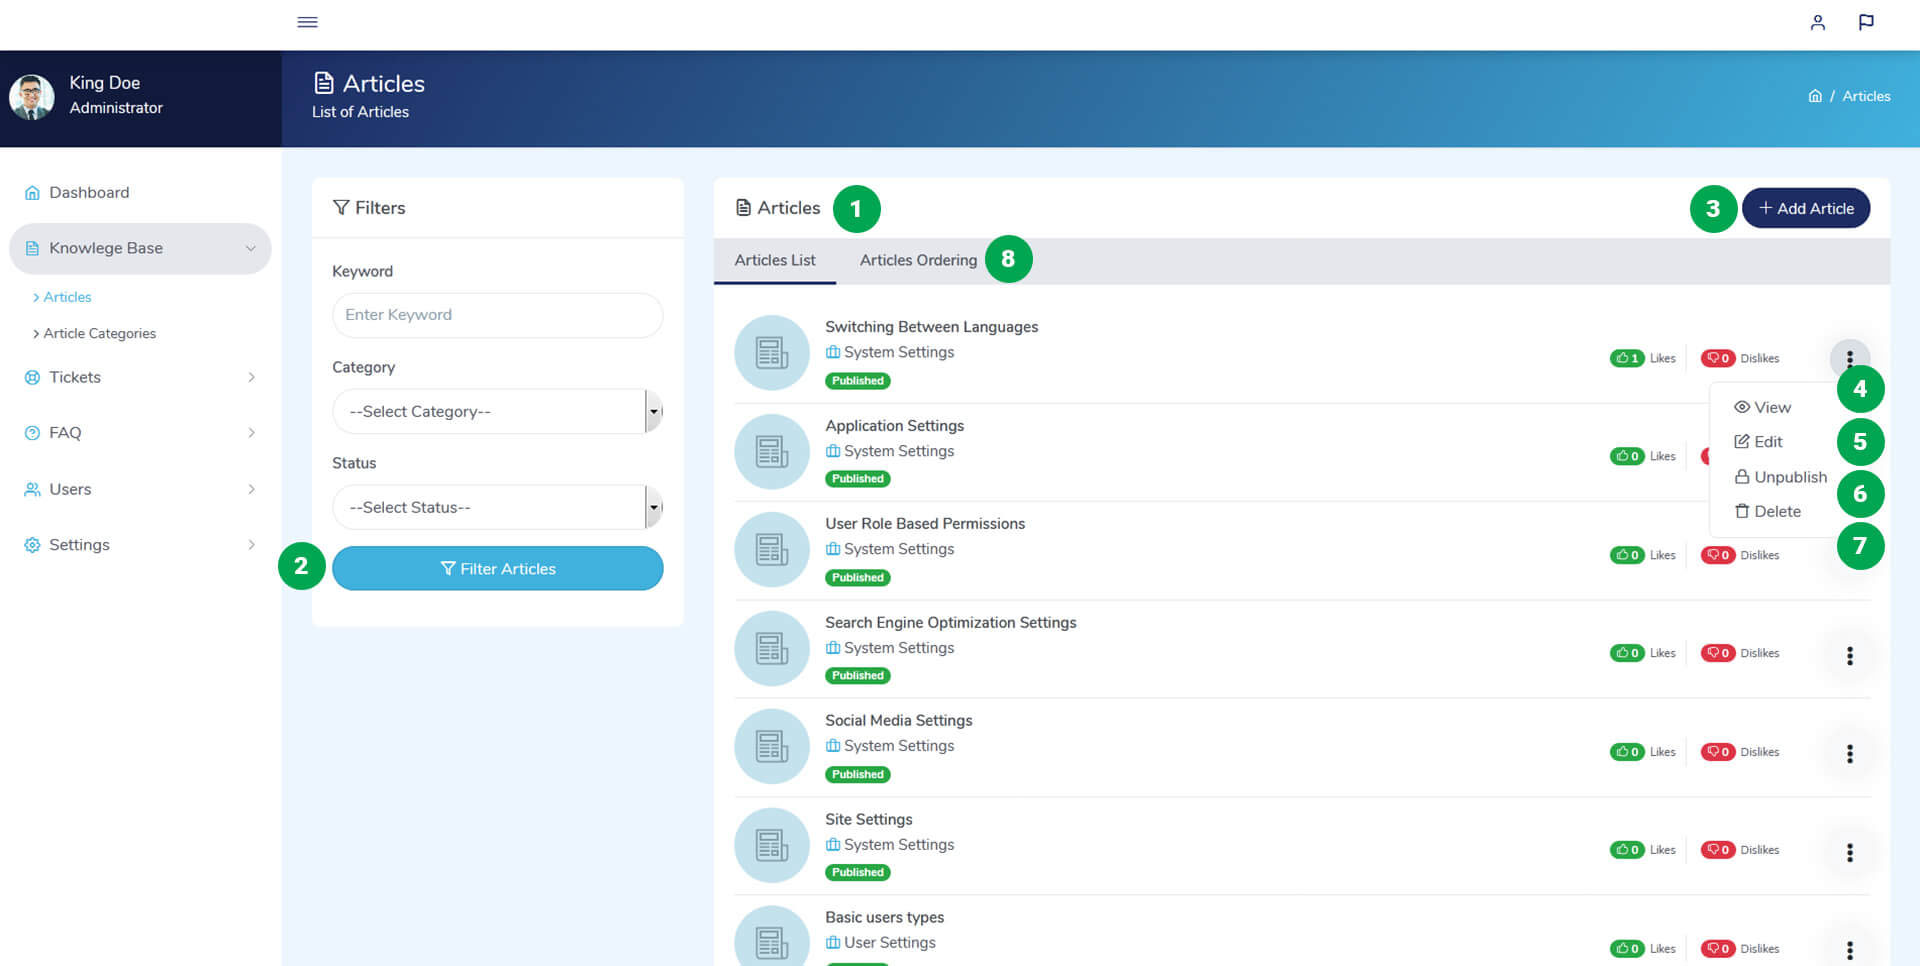 King Doe
Administrator
Articles
List of Articles
/ Articles
Dashboard
Knowlege Base
Articles
Article Categories
Tickets
FAQ
Users
Settings
Filters
Keyword
Enter Keyword
Category
--Select Category--
Status
--Select Status--
2
Filter Articles
Articles
1
3
+ Add Article
Articles List
Articles Ordering
8
Switching Between Languages
System Settings
Published
1 Likes
0 Dislikes
4
View
Edit
5
Unpublish
6
Delete
7
Application Settings
System Settings
Published
0 Likes
User Role Based Permissions
System Settings
Published
0 Likes
0 Dislikes
Search Engine Optimization Settings
System Settings
Published
0 Likes
0 Dislikes
Social Media Settings
System Settings
Published
0 Likes
0 Dislikes
Site Settings
System Settings
Published
0 Likes
0 Dislikes
Basic users types
User Settings
0 Likes
0 Dislikes